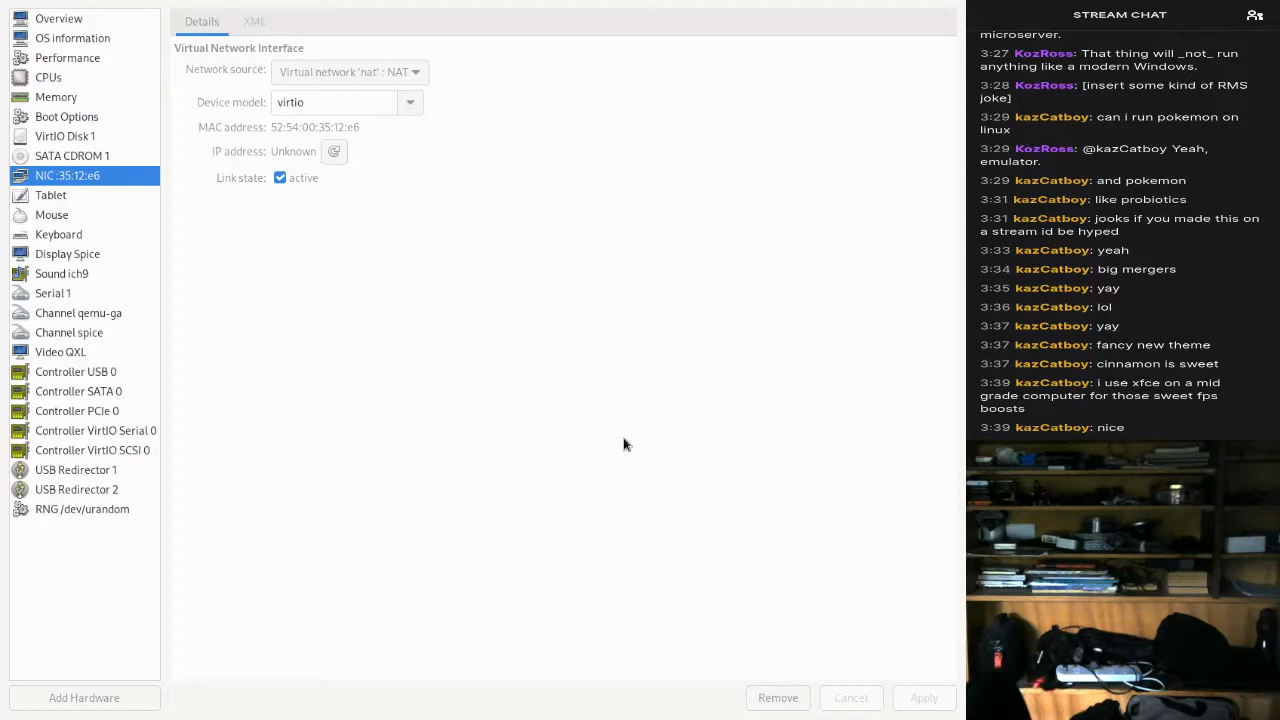 Overview
OS information
Performance
CPUs
Memory
Boot Options
VirtIO Disk 1
SATA CDROM 1
NIC :35:12:e6
Tablet
Mouse
Keyboard
Display Spice
Sound ich9
Serial 1
Channel qemu-ga
Channel spice
Video QXL
Controller USB 0
Controller SATA 0
Controller PCIe 0
Controller VirtIO Serial 0
Controller VirtIO SCSI 0
USB Redirector 1
USB Redirector 2
RNG /dev/urandom
Add Hardware
Details XML
Virtual Network Interface
Network source: Virtual network 'nat' : NAT
Device model: virtio
MAC address: 52:54:00:35:12:e6
IP address: Unknown
Link state: active
Remove Cancel Apply
STREAM CHAT
microserver.
3:27 KozRoss: That thing will _not_ run
anything like a modern Windows.
3:28 KozRoss: [insert some kind of RMS
joke]
3:29 kazCatboy: can i run pokemon on
linux
3:29 KozRoss: @kazCatboy Yeah,
emulator.
3:29 kazCatboy: and pokemon
3:31 kazCatboy: like probiotics
3:31 kazCatboy: jooks if you made this on
a stream id be hyped
3:33 kazCatboy: yeah
3:34 kazCatboy: big mergers
3:35 kazCatboy: yay
3:36 kazCatboy: lol
3:37 kazCatboy: yay
3:37 kazCatboy: fancy new theme
3:37 kazCatboy: cinnamon is sweet
3:39 kazCatboy: i use xfce on a mid
grade computer for those sweet fps
boosts
3:39 kazCatboy: nice